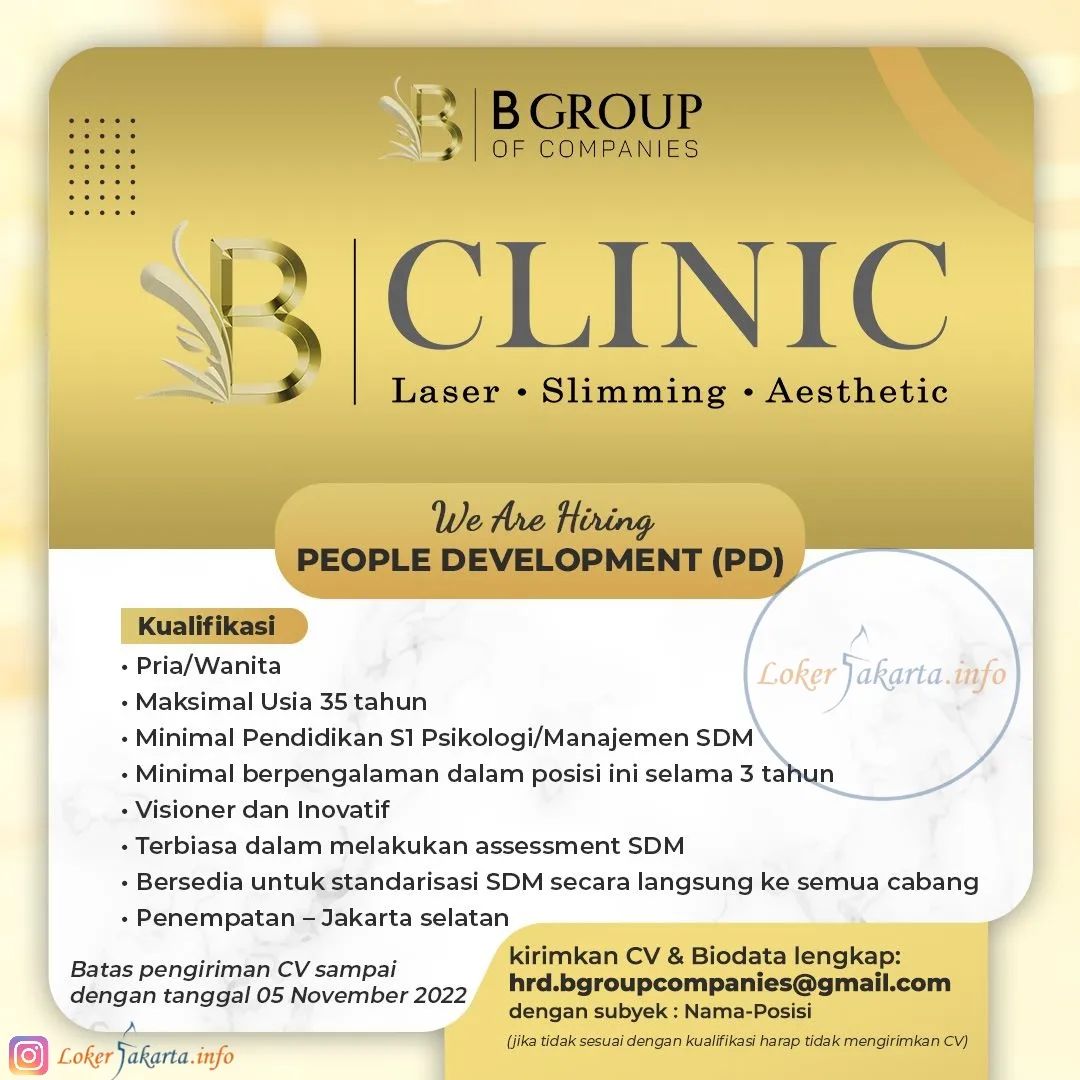 B GROUP
OF COMPANIES
B CLINIC
Laser • Slimming • Aesthetic
We Are Hiring
PEOPLE DEVELOPMENT (PD)
Kualifikasi
• Pria/Wanita
• Maksimal Usia 35 tahun
• Minimal Pendidikan S1 Psikologi/Manajemen SDM
• Minimal berpengalaman dalam posisi ini selama 3 tahun
• Visioner dan Inovatif
• Terbiasa dalam melakukan assessment SDM
• Bersedia untuk standarisasi SDM secara langsung ke semua cabang
• Penempatan – Jakarta selatan
Loker Jakarta.info
Batas pengiriman CV sampai
dengan tanggal 05 November 2022
kirimkan CV & Biodata lengkap:
hrd.bgroupcompanies@gmail.com
dengan subyek : Nama-Posisi
(jika tidak sesuai dengan kualifikasi harap tidak mengirimkan CV)
Loker Jakarta.info